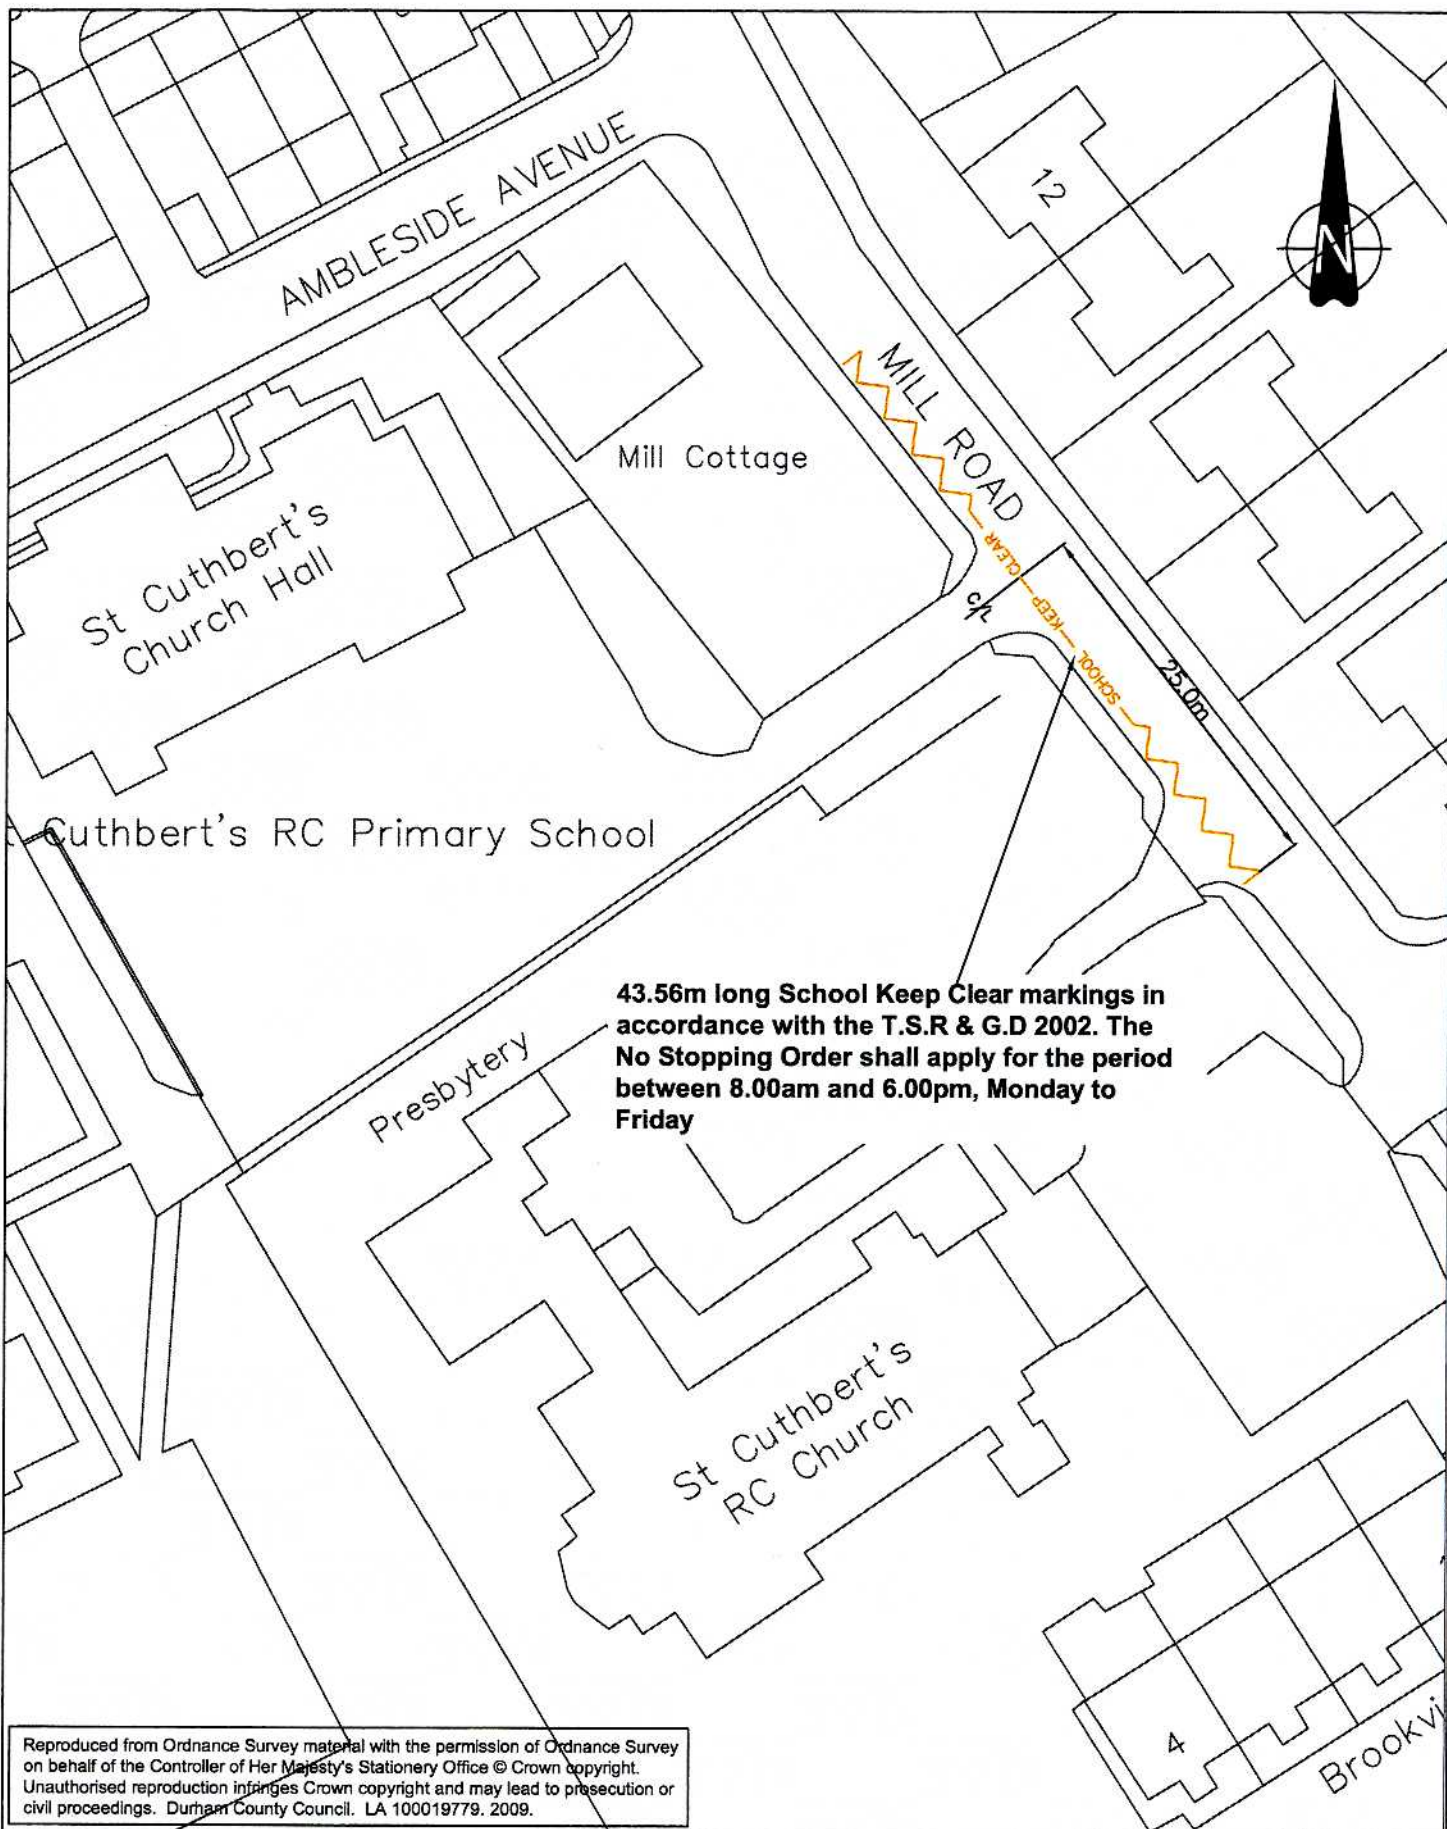 AMBLESIDE AVENUE
12
N
MILL ROAD
Mill Cottage
St Cuthbert's
Church Hall
CLEAR
KEEP
SCHOOL
c/L
25.0m
t Cuthbert's RC Primary School
43.56m long School Keep Clear markings in
accordance with the T.S.R & G.D 2002. The
No Stopping Order shall apply for the period
between 8.00am and 6.00pm, Monday to
Friday
Presbytery
St Cuthbert's
RC Church
4
Brookvi
Reproduced from Ordnance Survey material with the permission of Ordnance Survey
on behalf of the Controller of Her Majesty's Stationery Office © Crown copyright.
Unauthorised reproduction infringes Crown copyright and may lead to prosecution or
civil proceedings. Durham County Council. LA 100019779. 2009.